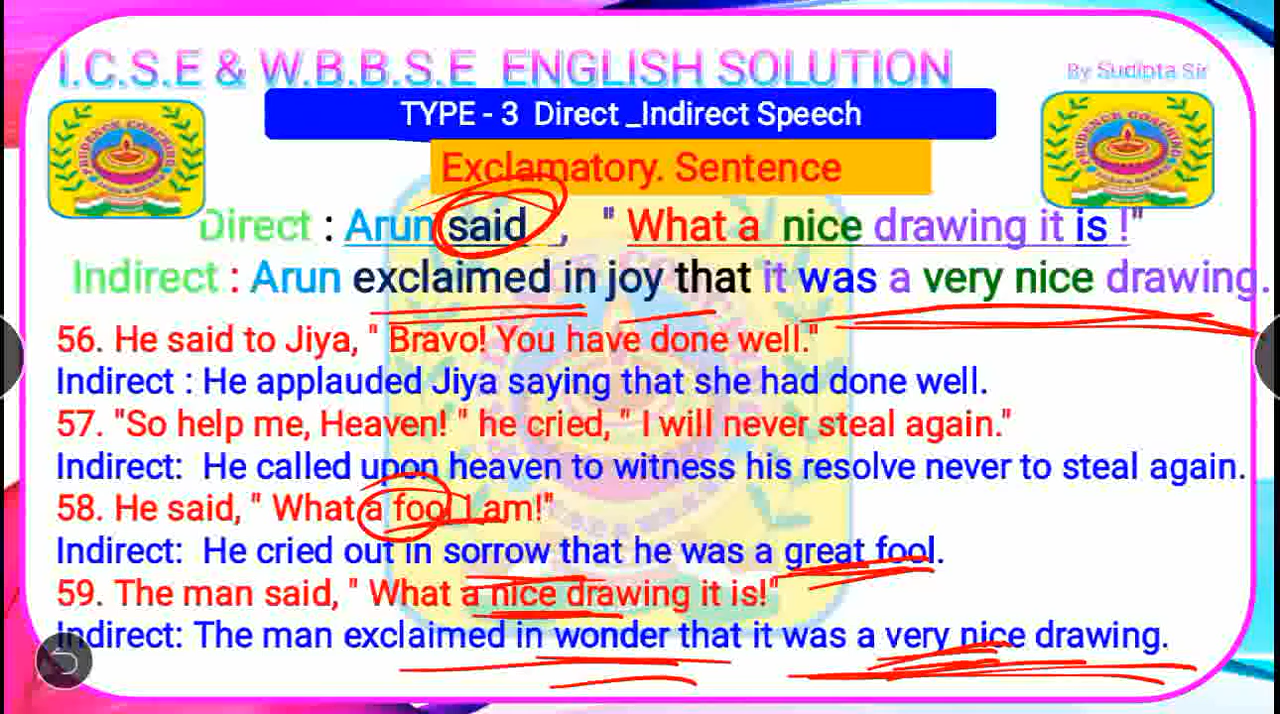 I.C.S.E & W.B.B.S.E ENGLISH SOLUTION
By Sudipta Sir
TYPE - 3 Direct _Indirect Speech
PRUDENCE COACHING
PRUDENCE COACHING
Exclamatory. Sentence
Direct : Arun said , " What a nice drawing it is !"
Indirect : Arun exclaimed in joy that it was a very nice drawing.
56. He said to Jiya, " Bravo! You have done well."
Indirect : He applauded Jiya saying that she had done well.
57. "So help me, Heaven! " he cried, " I will never steal again."
Indirect: He called upon heaven to witness his resolve never to steal again.
58. He said, " What a fool I am!"
Indirect: He cried out in sorrow that he was a great fool.
59. The man said, " What a nice drawing it is!"
Indirect: The man exclaimed in wonder that it was a very nice drawing.